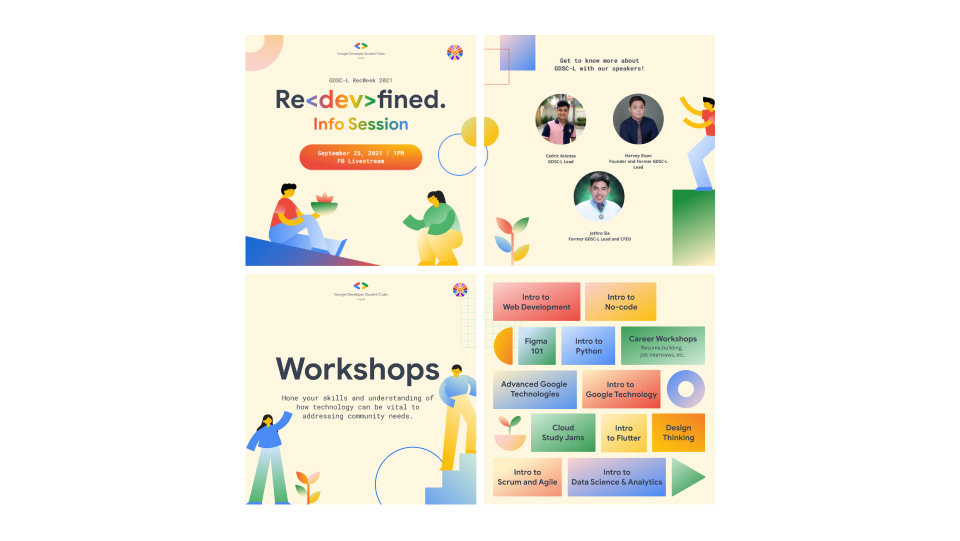 Google Developer Student Clubs
GDSC-L RecWeek 2021
Re<dev>fined.
Info Session
September 25, 2021 | 1PM
FB Livestream
Get to know more about
GDSC-L with our speakers!
Cedric Atienza
GDSC-L Lead
Harvey Sison
Founder and Former GDSC-L
Lead
Jethro Sia
Former GDSC-L Lead and CTEO
Google Developer Student Clubs
Workshops
Hone your skills and understanding of
how technology can be vital to
addressing community needs.
Intro to
Web Development
Intro to
No-code
Figma
101
Intro to
Python
Career Workshops
Resume-building,
job interviews, etc.
Advanced Google
Technologies
Intro to
Google Technology
Cloud
Study Jams
Intro
to Flutter
Design
Thinking
Intro to
Scrum and Agile
Intro to
Data Science & Analytics